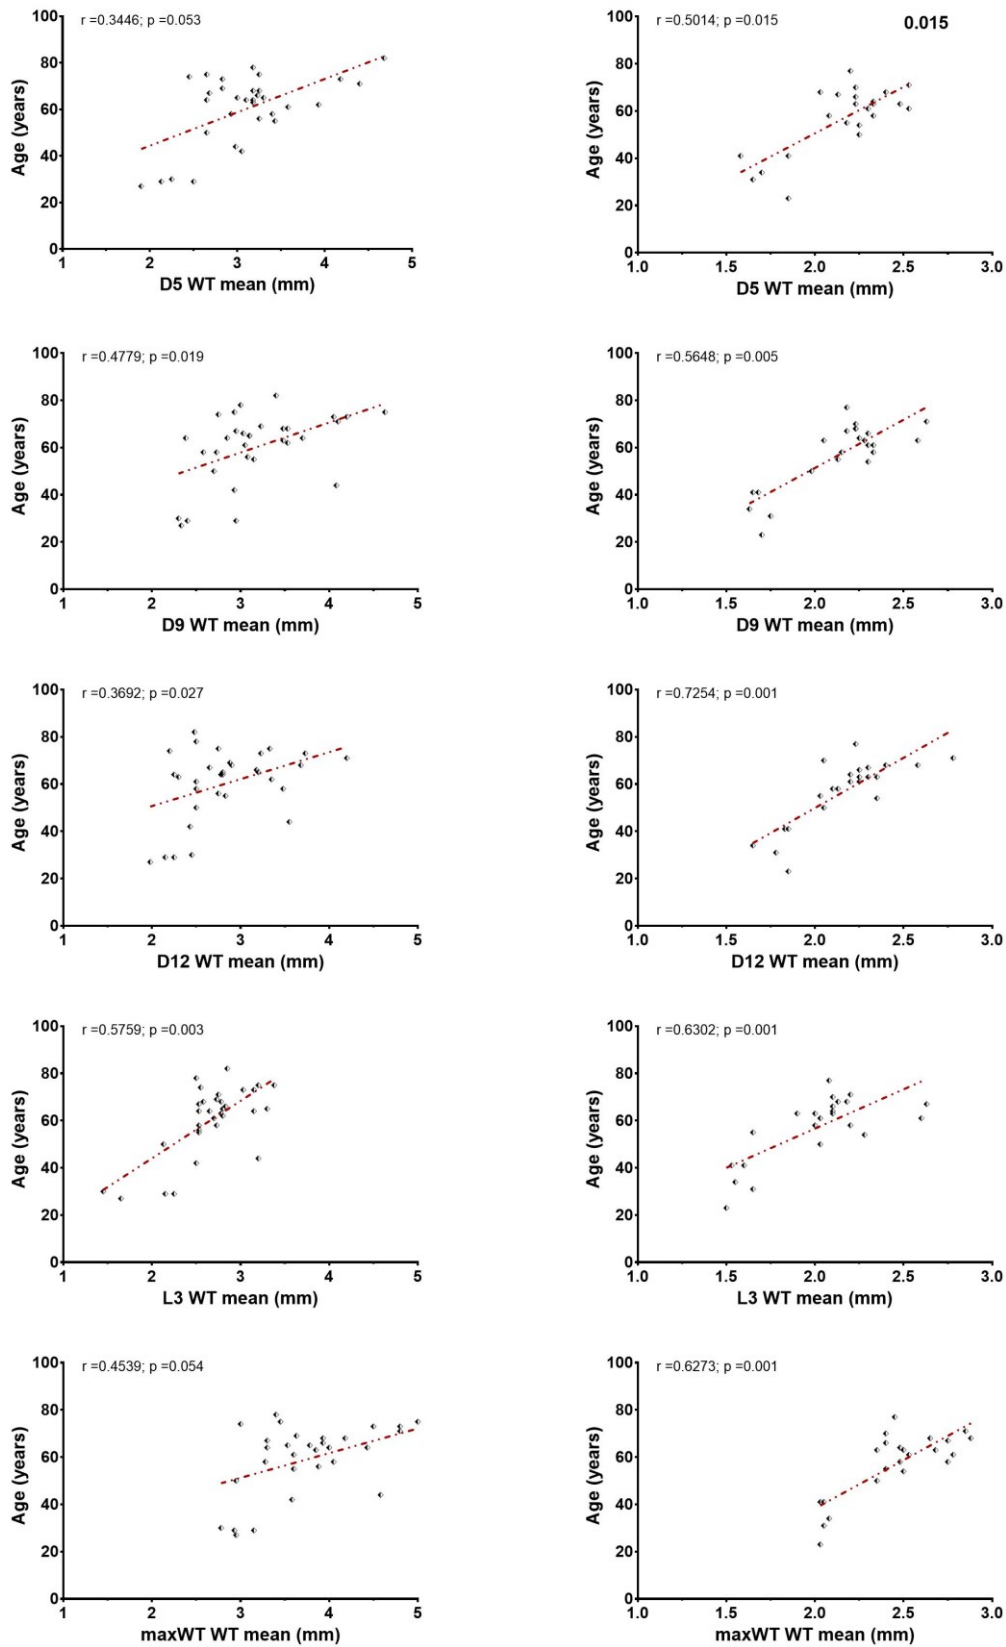 r =0.3446; p =0.053
100
80
60
40
20
0
Age (years)
1 2 3 4 5
D5 WT mean (mm)
r =0.5014; p =0.015
0.015
100
80
60
40
20
0
Age (years)
1.0 1.5 2.0 2.5 3.0
D5 WT mean (mm)
r =0.4779; p =0.019
100
80
60
40
20
0
Age (years)
1 2 3 4 5
D9 WT mean (mm)
r =0.5648; p =0.005
100
80
60
40
20
0
Age (years)
1.0 1.5 2.0 2.5 3.0
D9 WT mean (mm)
r =0.3692; p =0.027
100
80
60
40
20
0
Age (years)
1 2 3 4 5
D12 WT mean (mm)
r =0.7254; p =0.001
100
80
60
40
20
0
Age (years)
1.0 1.5 2.0 2.5 3.0
D12 WT mean (mm)
r =0.5759; p =0.003
100
80
60
40
20
0
Age (years)
1 2 3 4 5
L3 WT mean (mm)
r =0.6302; p =0.001
100
80
60
40
20
0
Age (years)
1.0 1.5 2.0 2.5 3.0
L3 WT mean (mm)
r =0.4539; p =0.054
100
80
60
40
20
0
Age (years)
1 2 3 4 5
maxWT WT mean (mm)
r =0.6273; p =0.001
100
80
60
40
20
0
Age (years)
1.0 1.5 2.0 2.5 3.0
maxWT WT mean (mm)